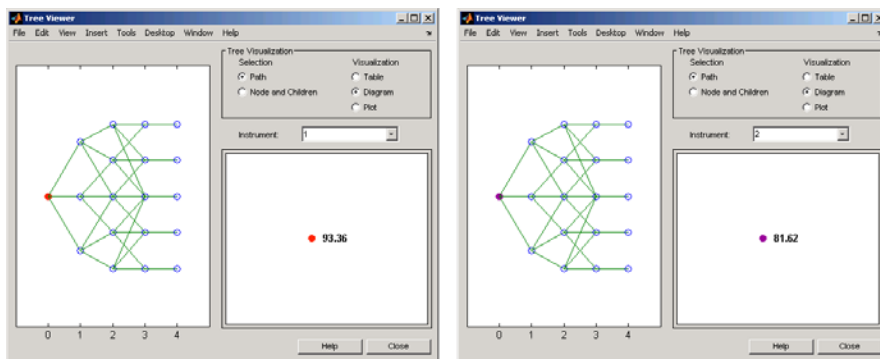 Tree Viewer
File Edit View Insert Tools Desktop Window Help
Tree Visualization
Selection Visualization
Path Table
Node and Children Diagram
Plot
Instrument: 1
93.36
0 1 2 3 4
Help Close
Tree Viewer
File Edit View Insert Tools Desktop Window Help
Tree Visualization
Selection Visualization
Path Table
Node and Children Diagram
Plot
Instrument: 2
81.62
0 1 2 3 4
Help Close